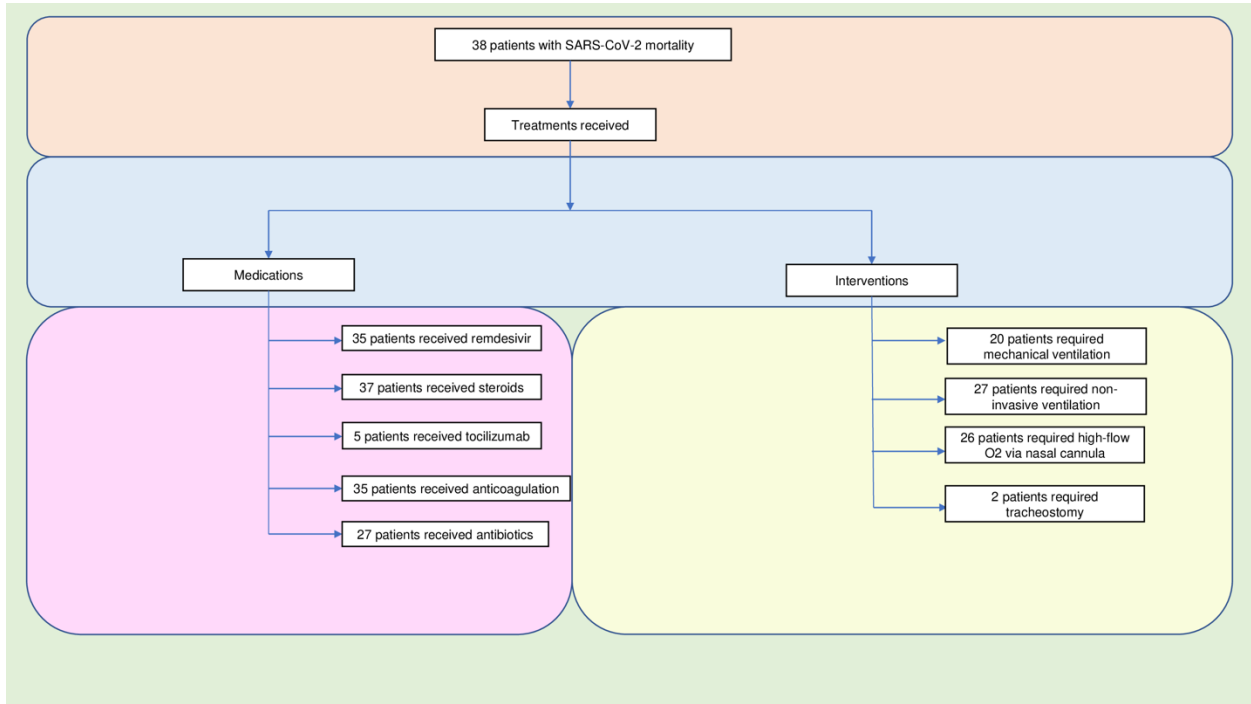 38 patients with SARS-CoV-2 mortality
Treatments received
Medications
Interventions
35 patients received remdesivir
37 patients received steroids
5 patients received tocilizumab
35 patients received anticoagulation
27 patients received antibiotics
20 patients required
mechanical ventilation
27 patients required non-
invasive ventilation
26 patients required high-flow
O2 via nasal cannula
2 patients required
tracheostomy